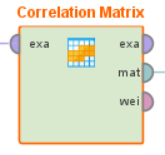 Correlation Matrix
exa exa
mat
wei